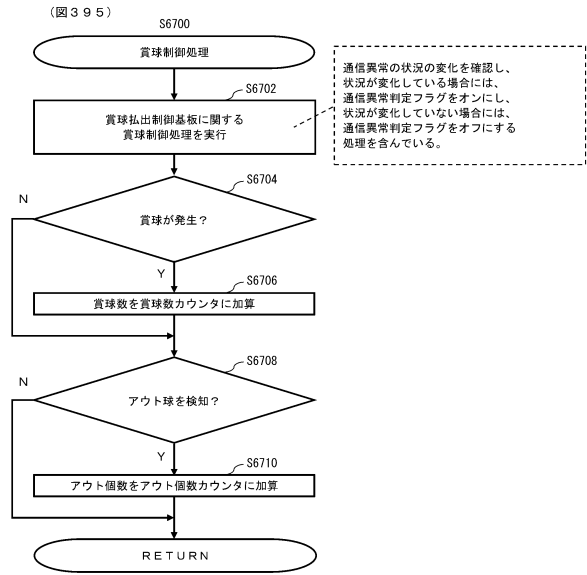 （図３９５）
S6700
賞球制御処理
S6702
賞球払出制御基板に関する
賞球制御処理を実行
通信異常の状況の変化を確認し、
状況が変化している場合には、
通信異常判定フラグをオンにし、
状況が変化していない場合には、
通信異常判定フラグをオフにする
処理を含んでいる。
S6704
N
賞球が発生？
Y
S6706
賞球数を賞球数カウンタに加算
S6708
N
アウト球を検知？
Y
S6710
アウト個数をアウト個数カウンタに加算
ＲＥＴＵＲＮ